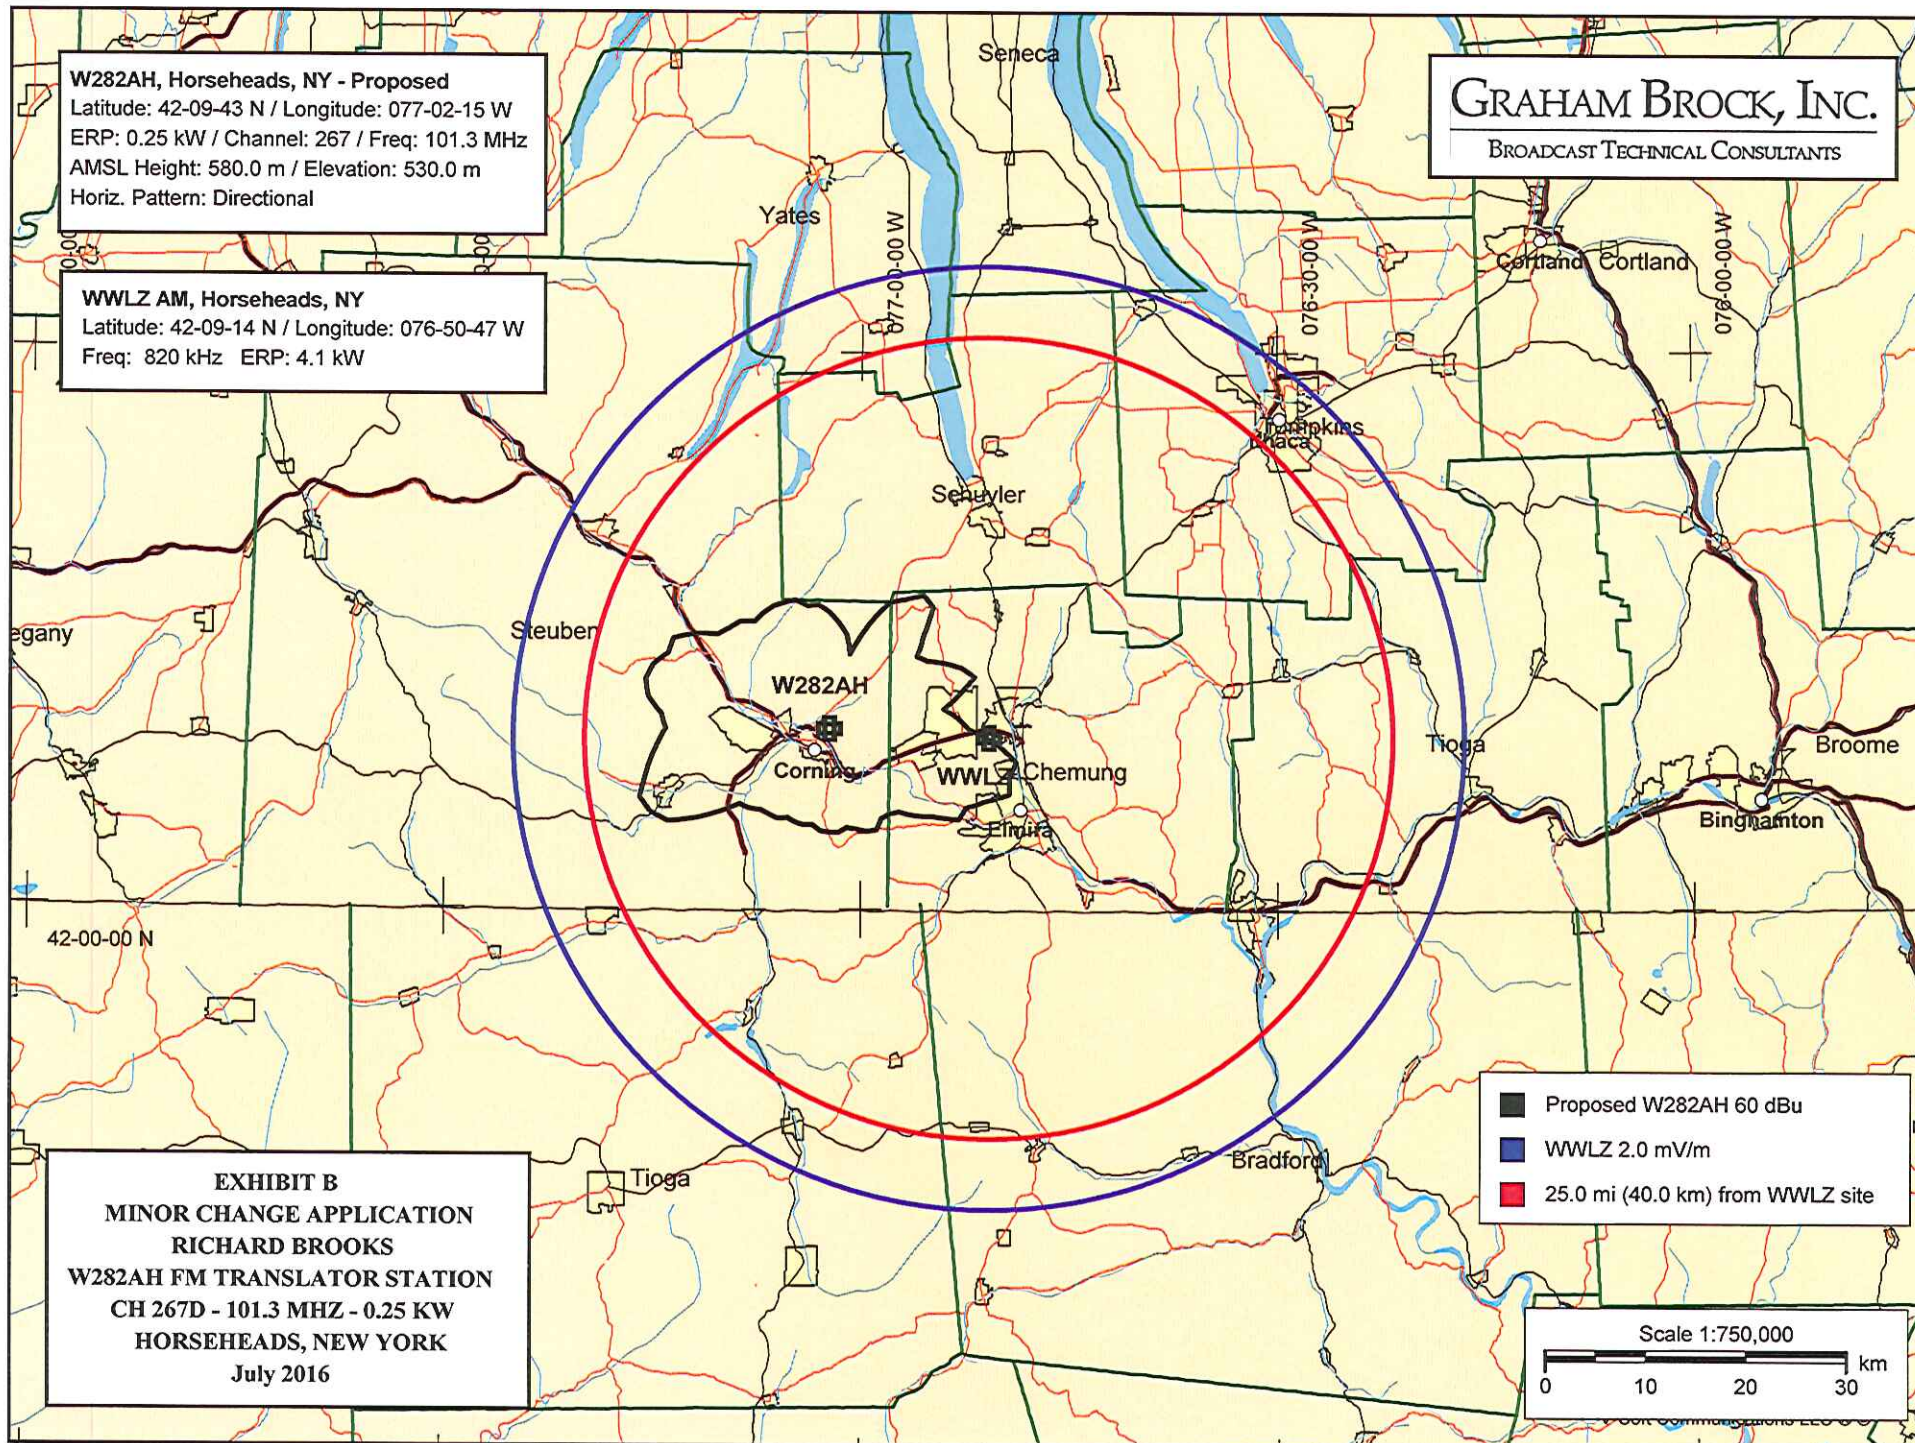 W282AH, Horseheads, NY - Proposed
Latitude: 42-09-43 N / Longitude: 077-02-15 W
ERP: 0.25 kW / Channel: 267 / Freq: 101.3 MHz
AMSL Height: 580.0 m / Elevation: 530.0 m
Horiz. Pattern: Directional
WWLZ AM, Horseheads, NY
Latitude: 42-09-14 N / Longitude: 076-50-47 W
Freq: 820 kHz ERP: 4.1 kW
GRAHAM BROCK, INC.
BROADCAST TECHNICAL CONSULTANTS
Seneca
Yates
077-00-00 W
076-30-00 W
076-00-00 W
Cortland
Cortland
Tompkins
Ithaca
Schuyler
egany
Steuben
W282AH
Corning
WWLZ
Chemung
Elmira
Tioga
Broome
Binghamton
42-00-00 N
Tioga
Bradford
Proposed W282AH 60 dBu
WWLZ 2.0 mV/m
25.0 mi (40.0 km) from WWLZ site
EXHIBIT B
MINOR CHANGE APPLICATION
RICHARD BROOKS
W282AH FM TRANSLATOR STATION
CH 267D - 101.3 MHZ - 0.25 KW
HORSEHEADS, NEW YORK
July 2016
Scale 1:750,000
km
0 10 20 30